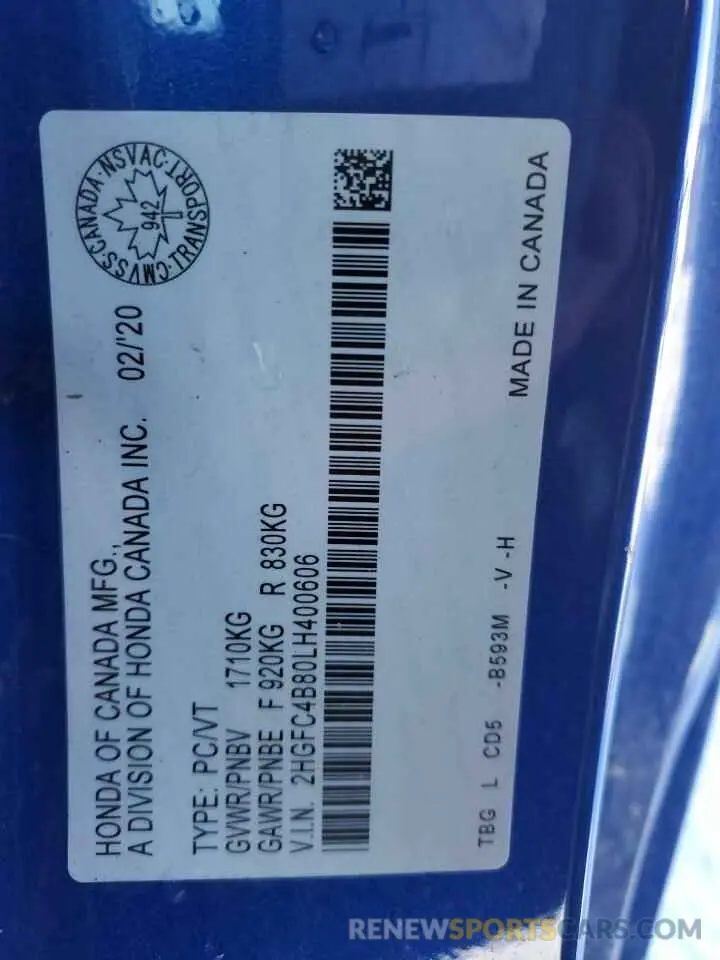 HONDA OF CANADA MFG.,
A DIVISION OF HONDA CANADA INC. 02/'20
CMVSS·CANADA·NSVAC·TRANSPORT·
942
TYPE: PC/VT
GVWR/PNBV 1710KG
GAWR/PNBE F 920KG R 830KG
V.I.N. 2HGFC4B80LH400606
TBG L CD5 -B593M -V -H
MADE IN CANADA
RENEWSPORTSCARS.COM